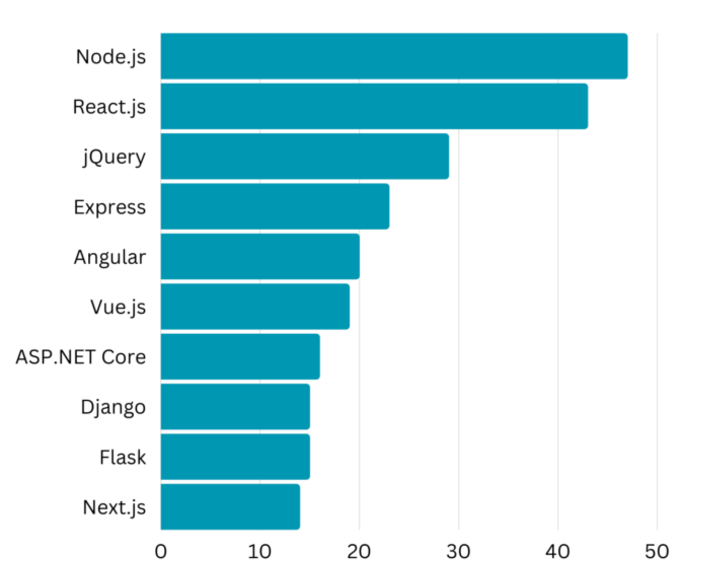 Node.js
React.js
jQuery
Express
Angular
Vue.js
ASP.NET Core
Django
Flask
Next.js
0 10 20 30 40 50